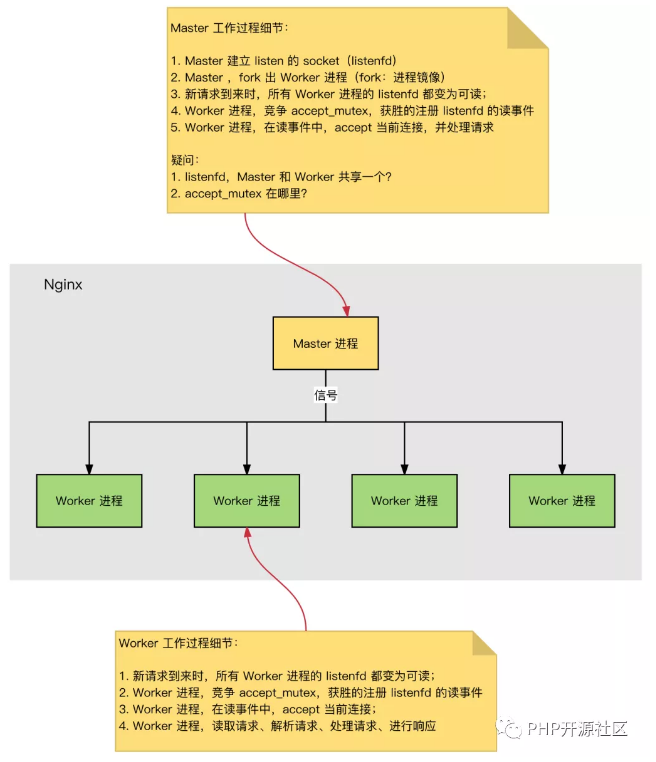 Master 工作过程细节：
1. Master 建立 listen 的 socket（listenfd）
2. Master ，fork 出 Worker 进程（fork：进程镜像）
3. 新请求到来时，所有 Worker 进程的 listenfd 都变为可读；
4. Worker 进程，竞争 accept_mutex，获胜的注册 listenfd 的读事件
5. Worker 进程，在读事件中，accept 当前连接，并处理请求
疑问：
1. listenfd，Master 和 Worker 共享一个？
2. accept_mutex 在哪里？
Nginx
Master 进程
信号
Worker 进程
Worker 进程
Worker 进程
Worker 进程
Worker 工作过程细节：
1. 新请求到来时，所有 Worker 进程的 listenfd 都变为可读；
2. Worker 进程，竞争 accept_mutex，获胜的注册 listenfd 的读事件
3. Worker 进程，在读事件中，accept 当前连接；
4. Worker 进程，读取请求、解析请求、处理请求、进行响应
PHP开源社区